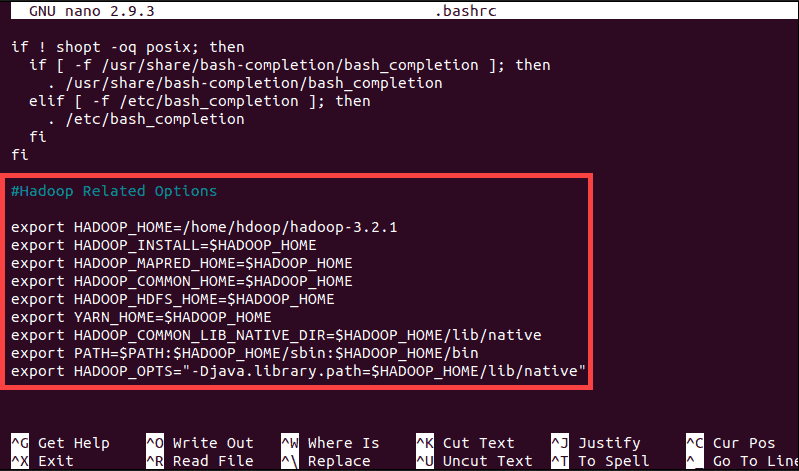 GNU nano 2.9.3 .bashrc
if ! shopt -oq posix; then
if [ -f /usr/share/bash-completion/bash_completion ]; then
. /usr/share/bash-completion/bash_completion
elif [ -f /etc/bash_completion ]; then
. /etc/bash_completion
fi
fi
#Hadoop Related Options
export HADOOP_HOME=/home/hdoop/hadoop-3.2.1
export HADOOP_INSTALL=$HADOOP_HOME
export HADOOP_MAPRED_HOME=$HADOOP_HOME
export HADOOP_COMMON_HOME=$HADOOP_HOME
export HADOOP_HDFS_HOME=$HADOOP_HOME
export YARN_HOME=$HADOOP_HOME
export HADOOP_COMMON_LIB_NATIVE_DIR=$HADOOP_HOME/lib/native
export PATH=$PATH:$HADOOP_HOME/sbin:$HADOOP_HOME/bin
export HADOOP_OPTS="-Djava.library.path=$HADOOP_HOME/lib/native"
^G Get Help ^O Write Out ^W Where Is ^K Cut Text ^J Justify ^C Cur Pos
^X Exit ^R Read File ^\ Replace ^U Uncut Text ^T To Spell ^_ Go To Line